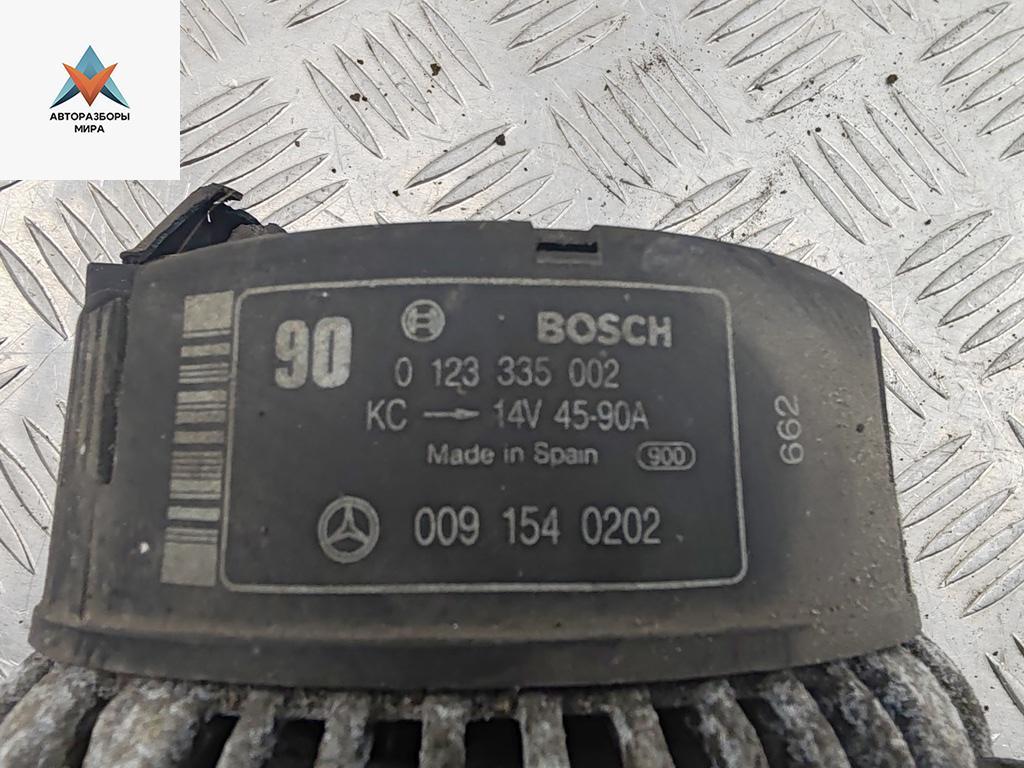 АВТОРАЗБОРЫ
МИРА
90
BOSCH
0 123 335 002
KC → 14V 45-90A
Made in Spain 900
009 154 0202
662